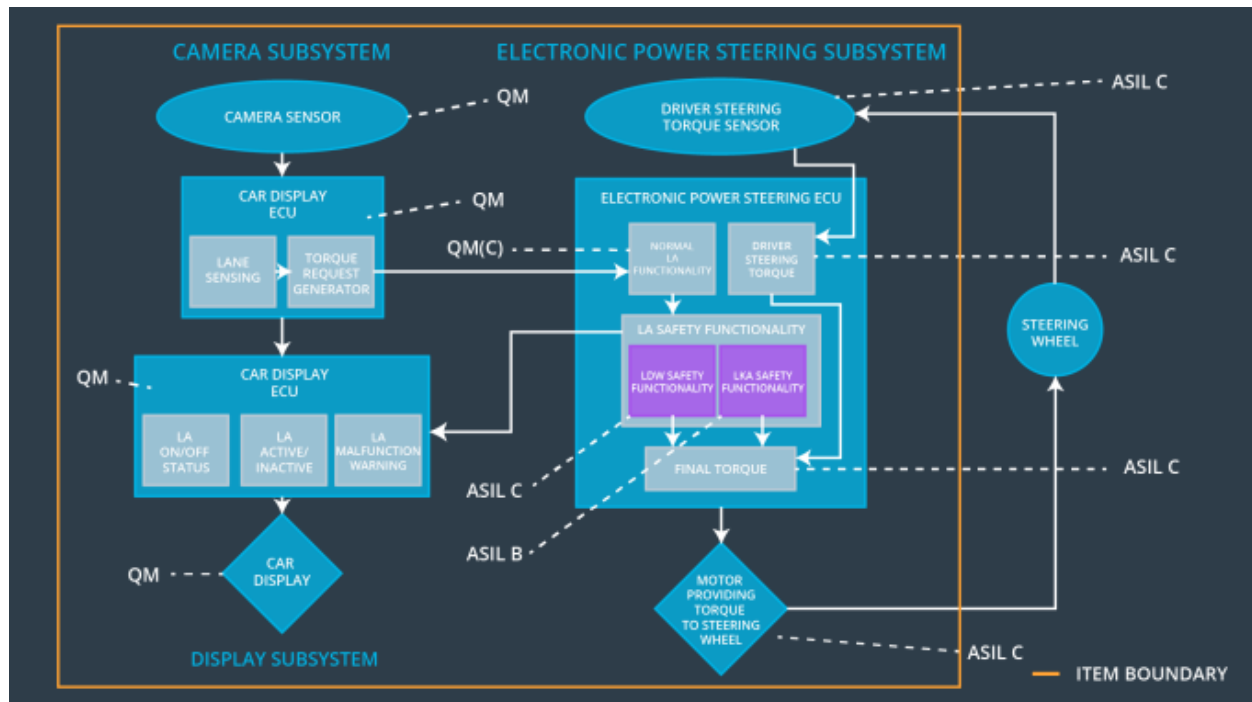 CAMERA SUBSYSTEM
ELECTRONIC POWER STEERING SUBSYSTEM
CAMERA SENSOR
QM
DRIVER STEERING
TORQUE SENSOR
ASIL C
CAR DISPLAY
ECU
QM
LANE
SENSING
TORQUE
REQUEST
GENERATOR
ELECTRONIC POWER STEERING ECU
QM(C)
NORMAL
LA
FUNCTIONALITY
DRIVER
STEERING
TORQUE
ASIL C
LA SAFETY FUNCTIONALITY
LDW SAFETY
FUNCTIONALITY
LKA SAFETY
FUNCTIONALITY
STEERING
WHEEL
QM
CAR DISPLAY
ECU
LA
ON/OFF
STATUS
LA
ACTIVE/
INACTIVE
LA
MALFUNCTION
WARNING
FINAL TORQUE
ASIL C
ASIL C
ASIL B
QM
CAR
DISPLAY
MOTOR
PROVIDING
TORQUE
TO STEERING
WHEEL
ASIL C
DISPLAY SUBSYSTEM
ITEM BOUNDARY